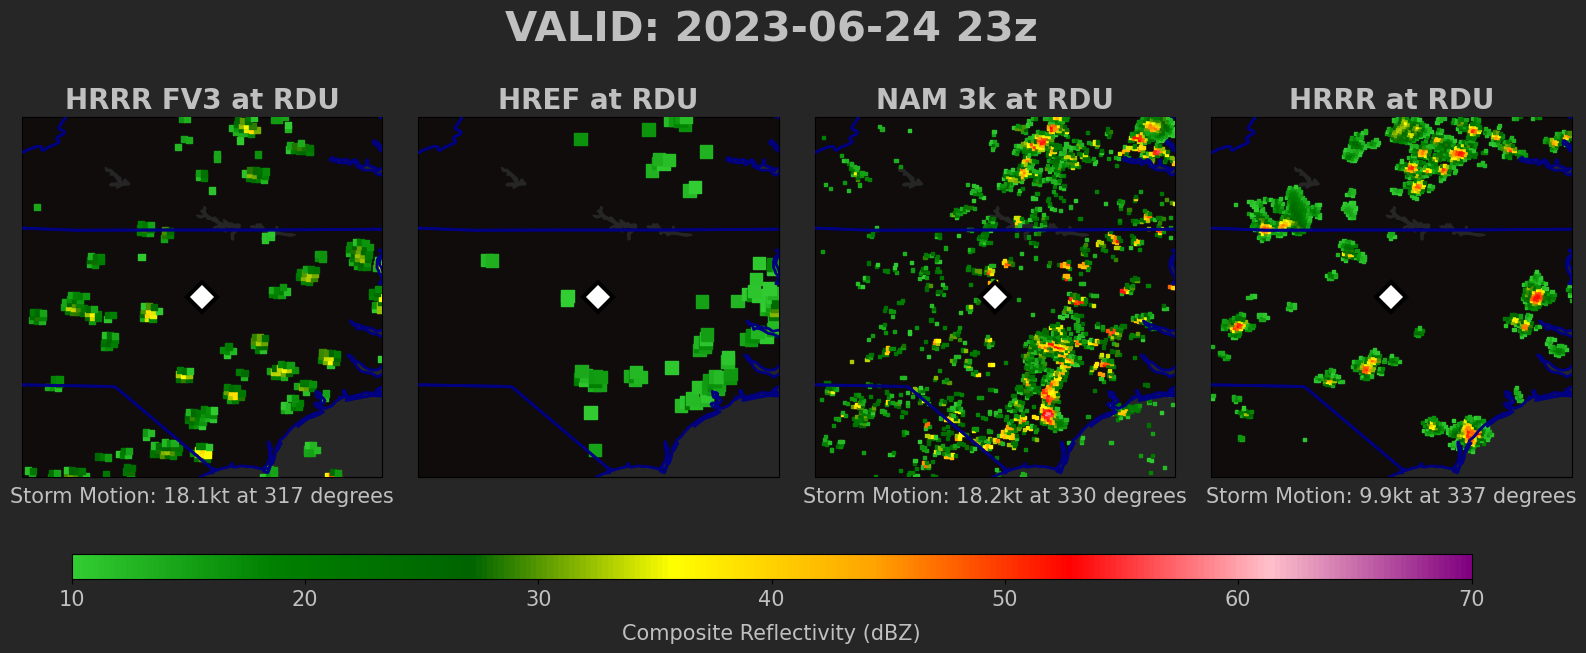 VALID: 2023-06-24 23z
HRRR FV3 at RDU
HREF at RDU
NAM 3k at RDU
HRRR at RDU
Storm Motion: 18.1kt at 317 degrees
Storm Motion: 18.2kt at 330 degrees
Storm Motion: 9.9kt at 337 degrees
10 20 30 40 50 60 70
Composite Reflectivity (dBZ)